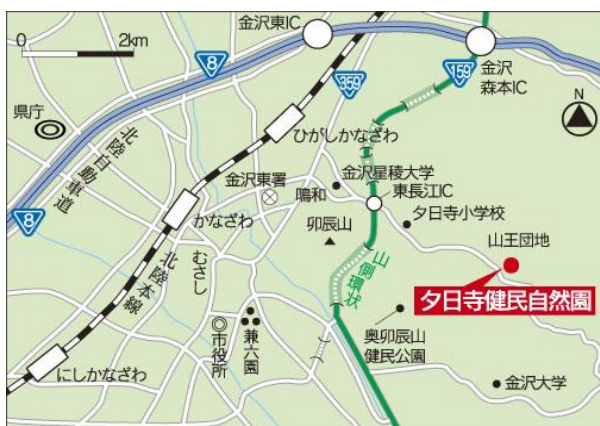 金沢東IC
0 2km
8
359
159
金沢
森本IC
N
県庁
北陸自動車道
ひがしかなざわ
金沢星稜大学
金沢東署
鳴和
東長江IC
夕日寺小学校
かなざわ
卯辰山
山王団地
8
北陸本線
むさし
山側環状
夕日寺健民自然園
市役所
兼六園
奥卯辰山
健民公園
にしかなざわ
金沢大学